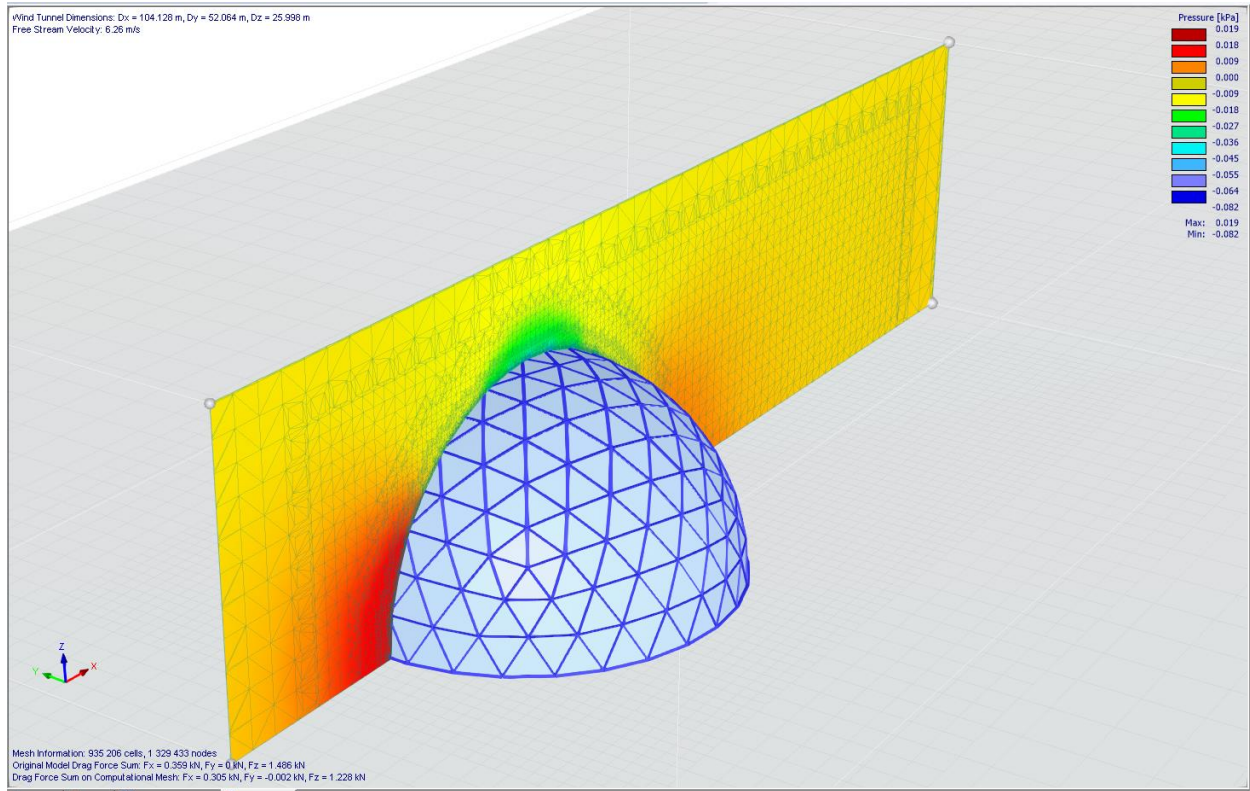 Wind Tunnel Dimensions: Dx = 104.128 m, Dy = 52.064 m, Dz = 25.998 m
Free Stream Velocity: 6.26 m/s
Pressure [kPa]
0.019
0.018
0.009
0.000
-0.009
-0.018
-0.027
-0.036
-0.045
-0.055
-0.064
-0.082
Max: 0.019
Min: -0.082
Z
Y
X
Mesh Information: 935 206 cells, 1 329 433 nodes
Original Model Drag Force Sum: Fx = 0.359 kN, Fy = 0 kN, Fz = 1.486 kN
Drag Force Sum on Computational Mesh: Fx = 0.305 kN, Fy = -0.002 kN, Fz = 1.228 kN